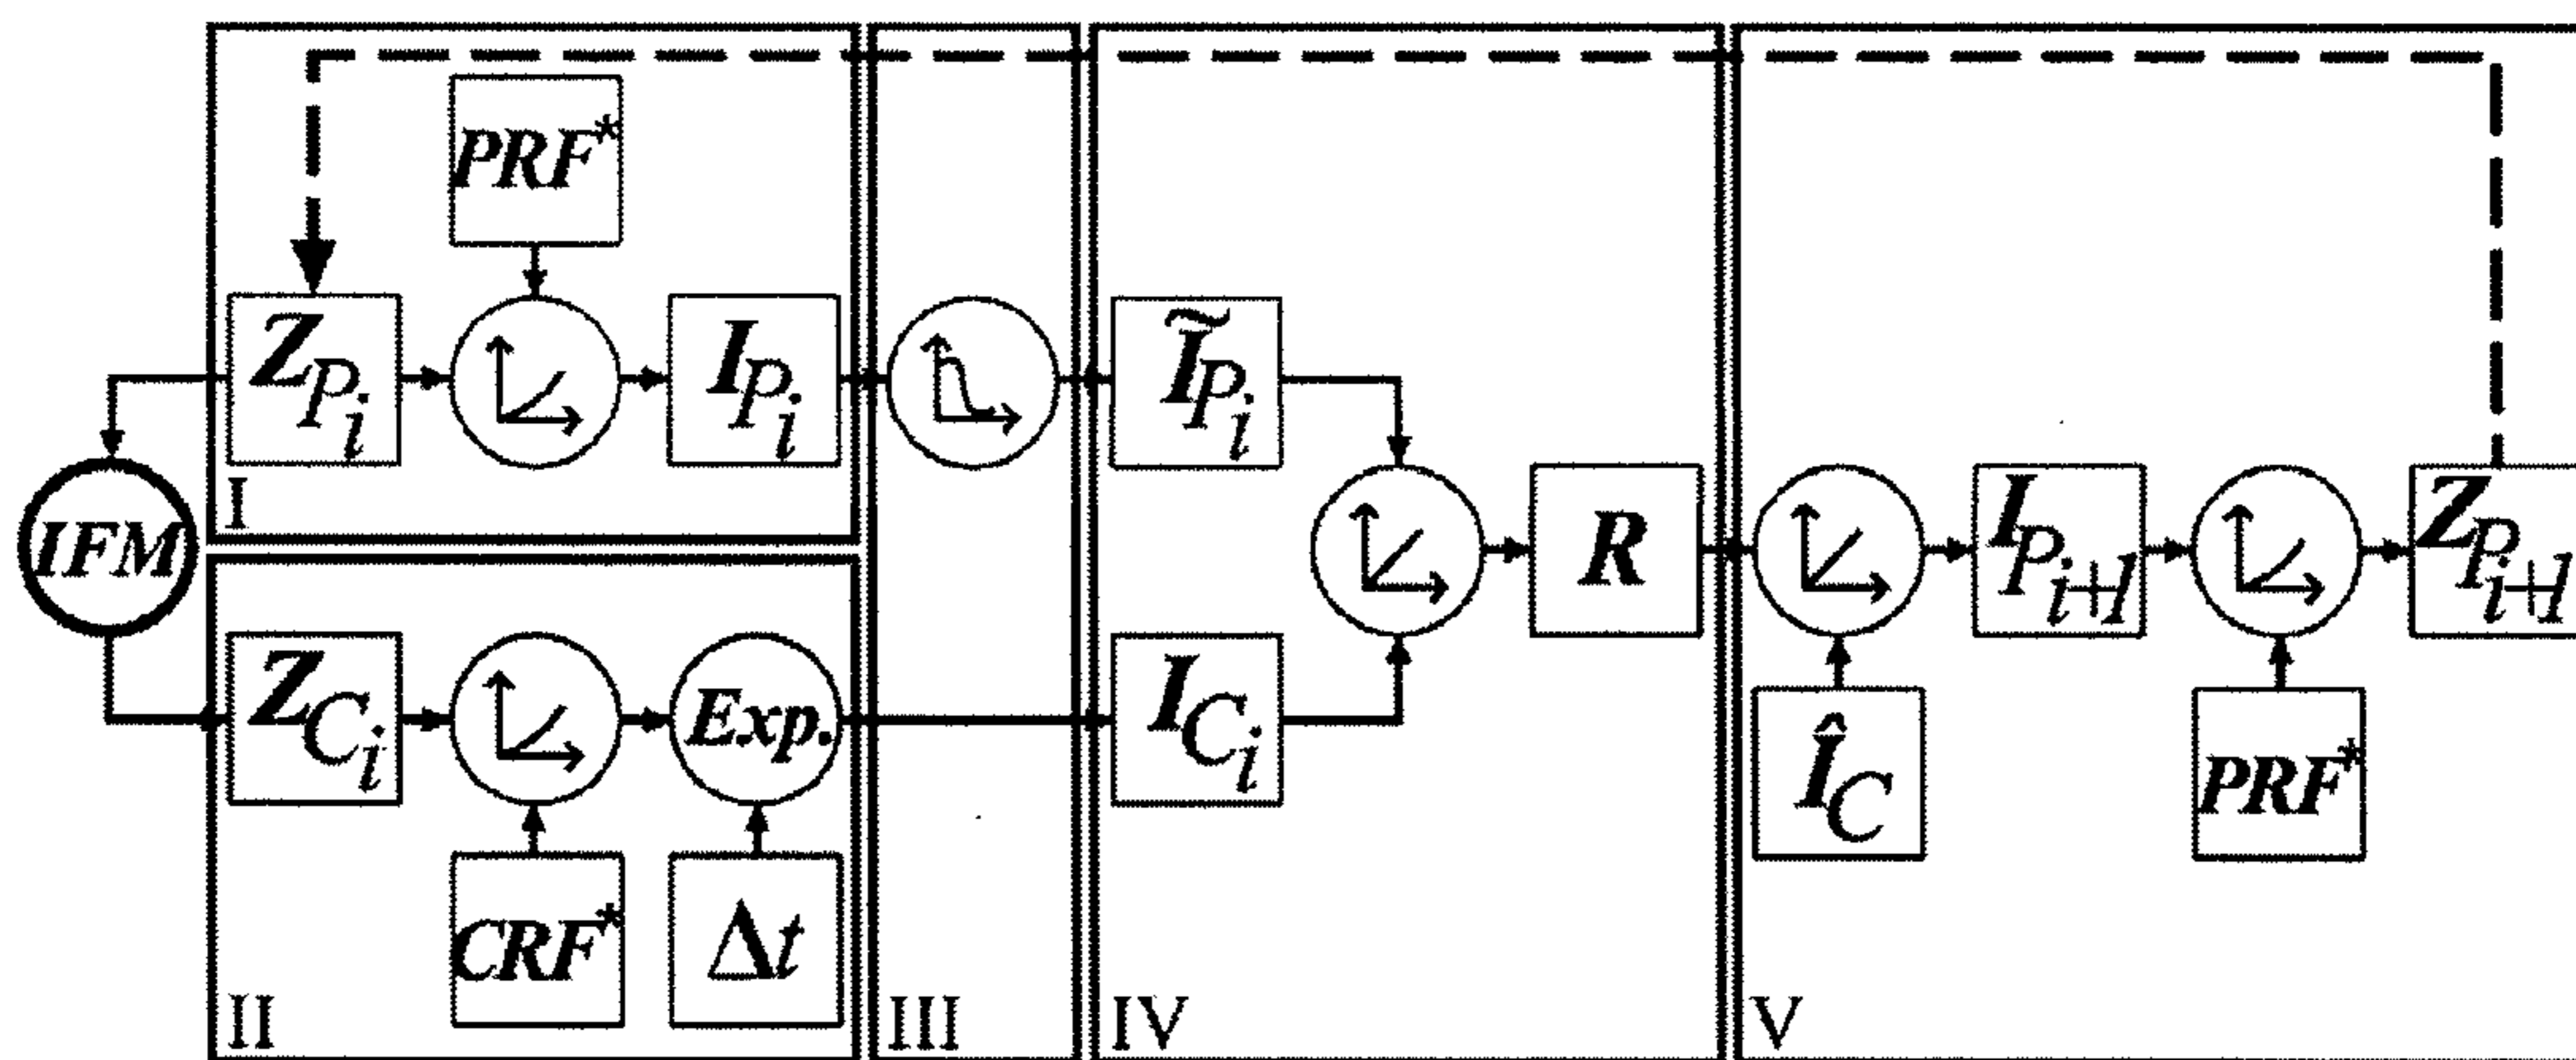 PRF*
Z_{P_i}
I_{P_i}
I
IFM
Z_{C_i}
Exp.
CRF*
Δt
II
III
Ĩ_{P_i}
I_{C_i}
R
IV
I_{P_{i+1}}
Z_{P_{i+1}}
Î_C
PRF*
V